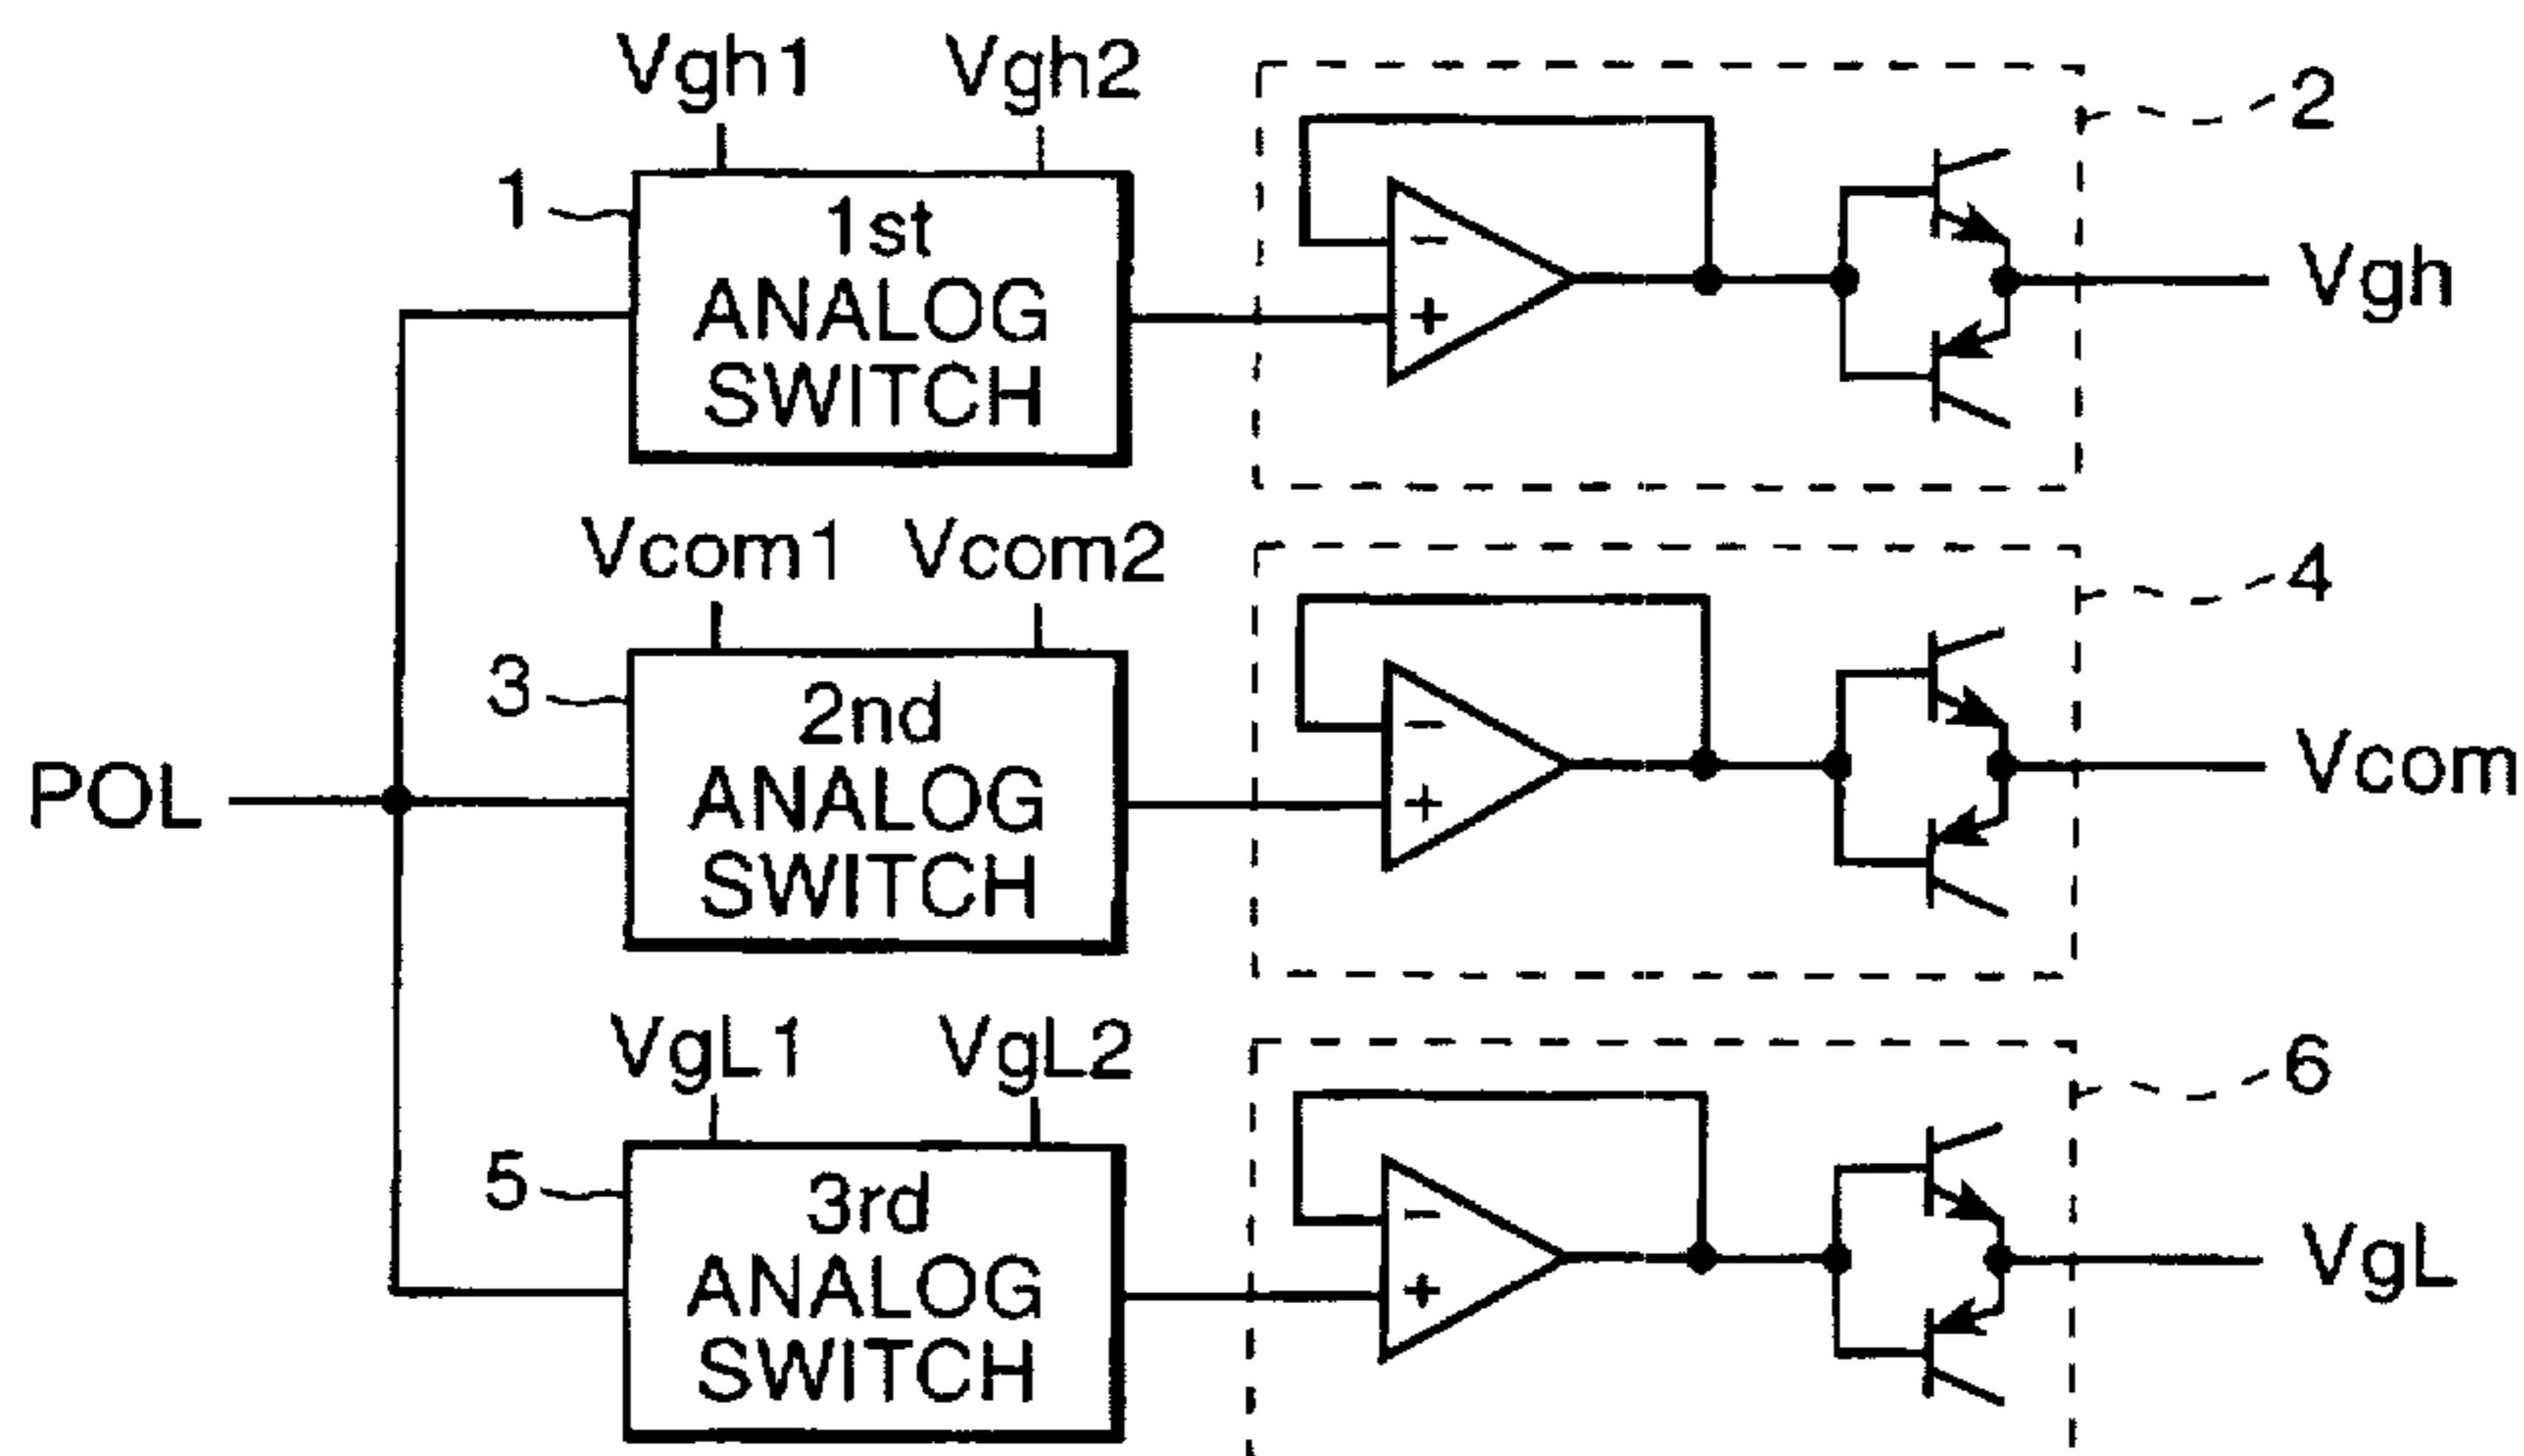 Vgh1 Vgh2
2
1
1st
ANALOG
SWITCH
- 
+
Vgh
Vcom1 Vcom2
4
3
2nd
ANALOG
SWITCH
-
+
POL
Vcom
VgL1 VgL2
6
5
3rd
ANALOG
SWITCH
-
+
VgL